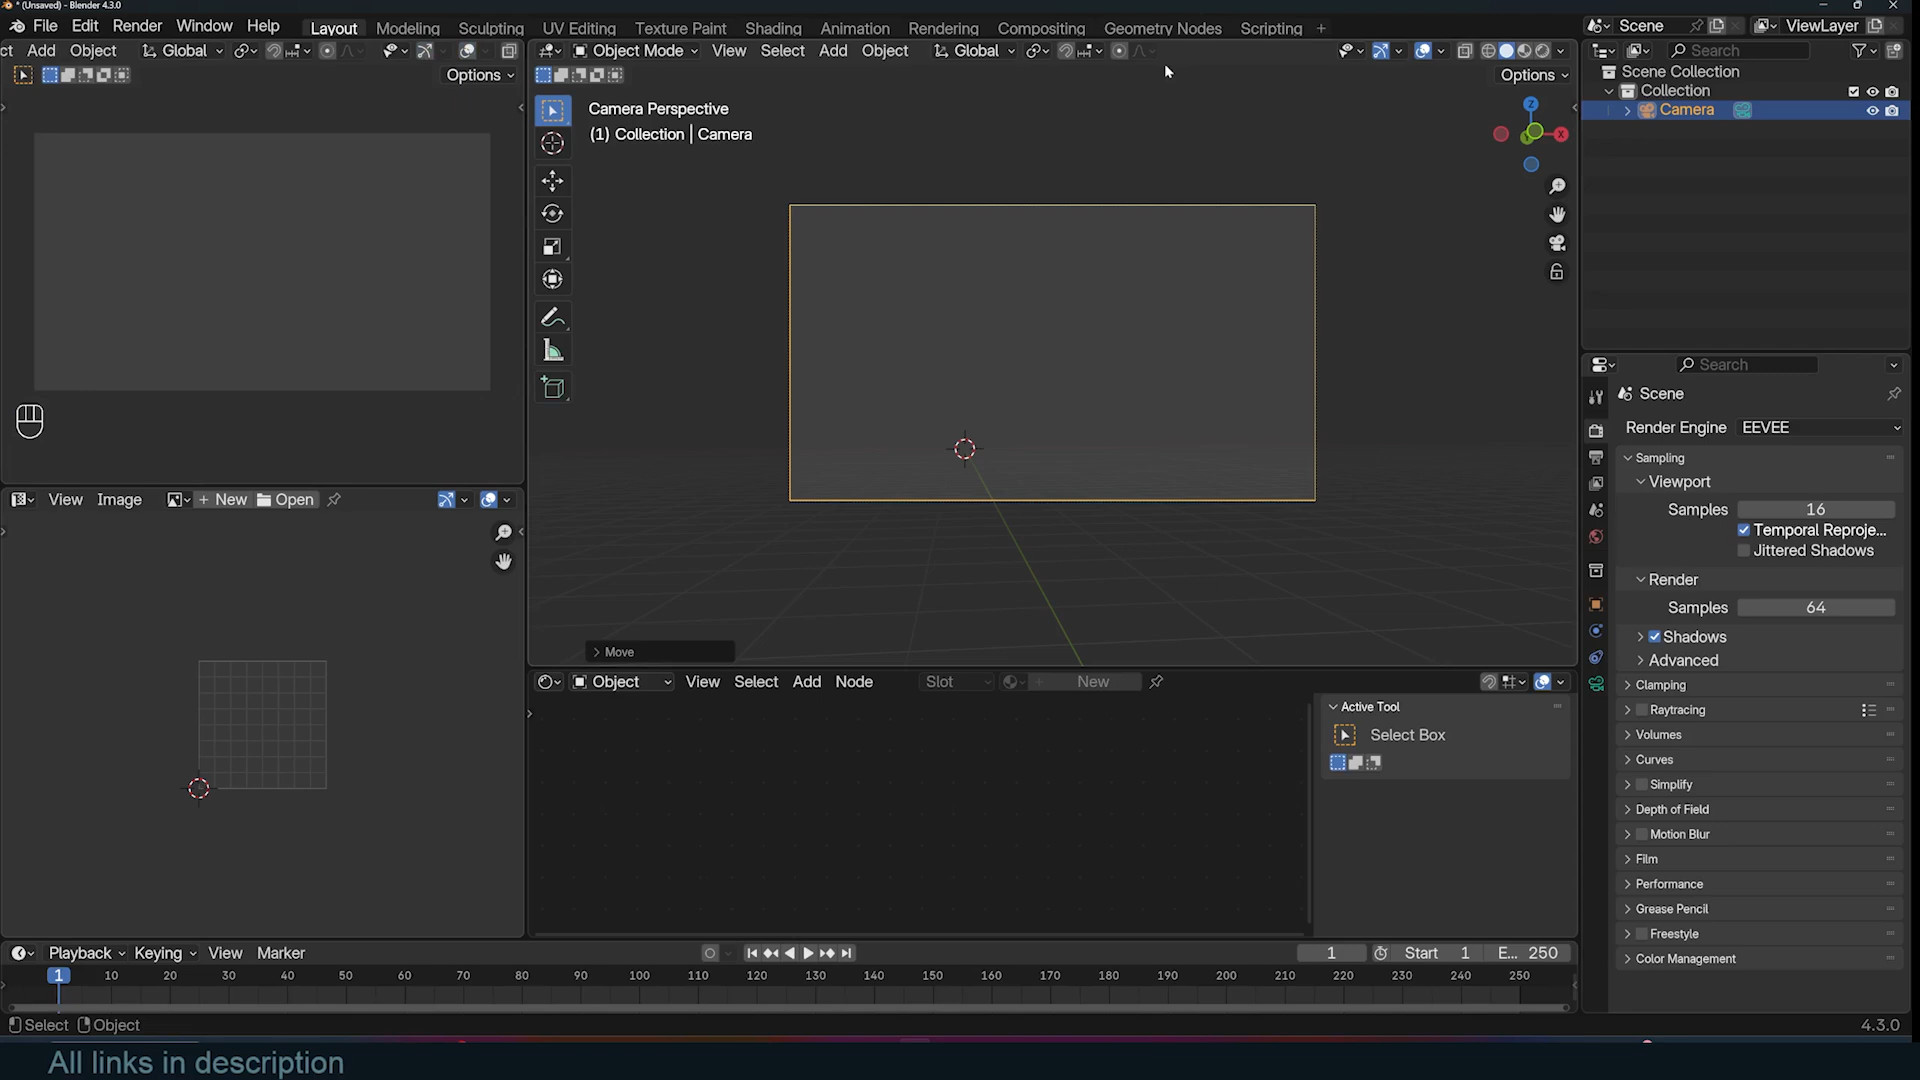 * (Unsaved) - Blender 4.3.0
File Edit Render Window Help Layout Modeling Sculpting UV Editing Texture Paint Shading Animation Rendering Compositing Geometry Nodes Scripting + Scene ViewLayer
ct Add Object Global Object Mode View Select Add Object Global Search
Options Options Scene Collection
Collection
Camera Perspective Camera
(1) Collection | Camera
Z
X
Search
Scene
Render Engine EEVEE
Sampling
Viewport
View Image New Open Samples 16
Temporal Reproje...
Jittered Shadows
Render
Samples 64
Shadows
Move Advanced
Object View Select Add Node Slot New Clamping
Active Tool Raytracing
Select Box Volumes
Curves
Simplify
Depth of Field
Motion Blur
Film
Performance
Grease Pencil
Freestyle
Playback Keying View Marker 1 Start 1 E... 250 Color Management
1 10 20 30 40 50 60 70 80 90 100 110 120 130 140 150 160 170 180 190 200 210 220 230 240 250
Select Object 4.3.0
All links in description